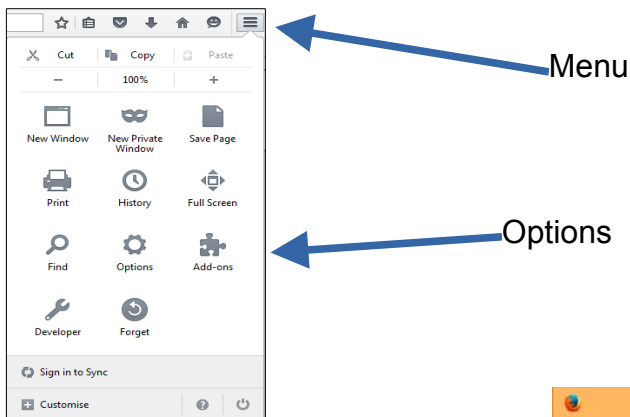 Menu
Cut Copy Paste
− 100% +
New Window New Private Window Save Page
Print History Full Screen
Options
Find Options Add-ons
Developer Forget
Sign in to Sync
Customise